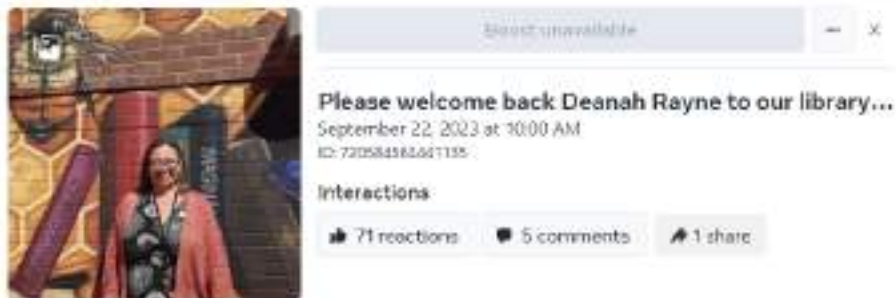 Boost unavailable
Please welcome back Deanah Rayne to our library...
September 22, 2023 at 10:00 AM
Interactions
71 reactions
5 comments
1 share